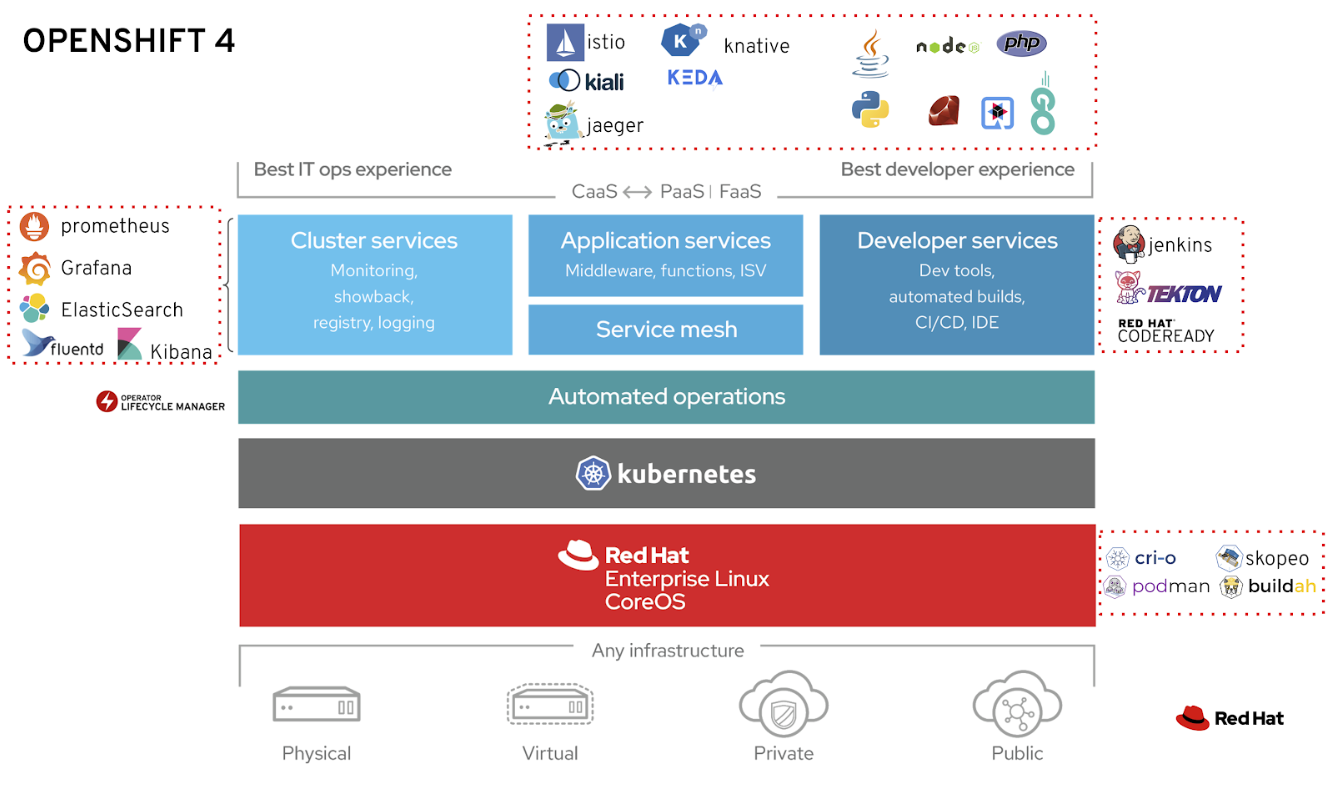 OPENSHIFT 4
istio
kiali
jaeger
K n knative
KEDA
node JS
php
GO
Best IT ops experience
Best developer experience
CaaS ⟷ PaaS | FaaS
prometheus
Grafana
ElasticSearch
fluentd
Kibana
Cluster services
Monitoring,
showback,
registry, logging
Application services
Middleware, functions, ISV
Service mesh
Developer services
Dev tools,
automated builds,
CI/CD, IDE
jenkins
TEKTON
RED HAT®
CODEREADY
OPERATOR
LIFECYCLE MANAGER
Automated operations
kubernetes
Red Hat
Enterprise Linux
CoreOS
cri-o
skopeo
podman
buildah
Any infrastructure
Physical
Virtual
Private
Public
Red Hat